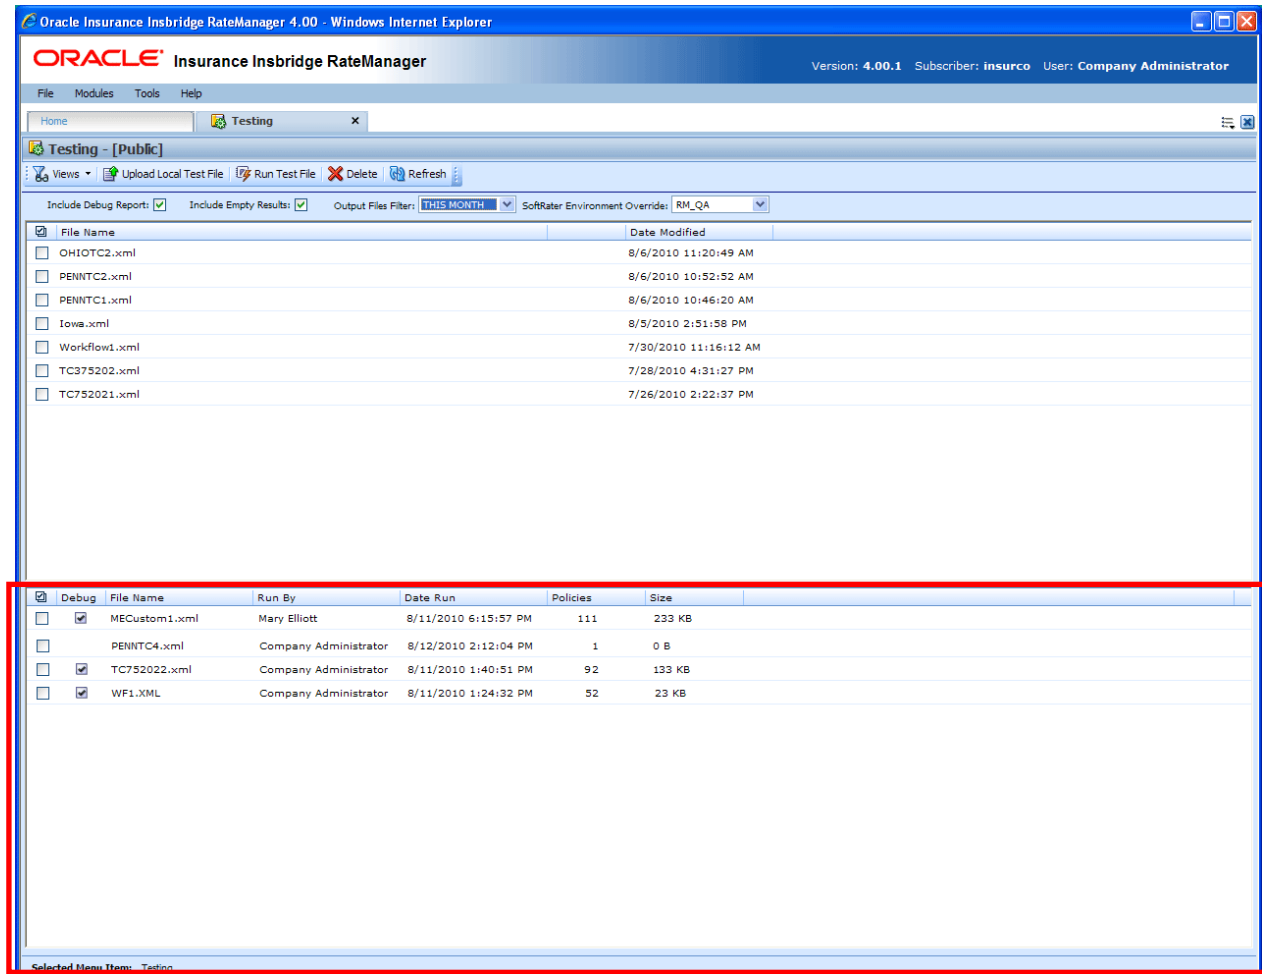 Oracle Insurance Insbridge RateManager 4.00 - Windows Internet Explorer
ORACLE Insurance Insbridge RateManager
Version: 4.00.1 Subscriber: insurco User: Company Administrator
File Modules Tools Help
Home Testing x
Testing - [Public]
Views Upload Local Test File Run Test File Delete Refresh
Include Debug Report: Include Empty Results: Output Files Filter: THIS MONTH SoftRater Environment Override: RM_QA
File Name Date Modified
OHIOTC2.xml 8/6/2010 11:20:49 AM
PENNTC2.xml 8/6/2010 10:52:52 AM
PENNTC1.xml 8/6/2010 10:46:20 AM
Iowa.xml 8/5/2010 2:51:58 PM
Workflow1.xml 7/30/2010 11:16:12 AM
TC375202.xml 7/28/2010 4:31:27 PM
TC752021.xml 7/26/2010 2:22:37 PM
Debug File Name Run By Date Run Policies Size
MECustom1.xml Mary Elliott 8/11/2010 6:15:57 PM 111 233 KB
PENNTC4.xml Company Administrator 8/12/2010 2:12:04 PM 1 0 B
TC752022.xml Company Administrator 8/11/2010 1:40:51 PM 92 133 KB
WF1.XML Company Administrator 8/11/2010 1:24:32 PM 52 23 KB
Selected Menu Item: Testing